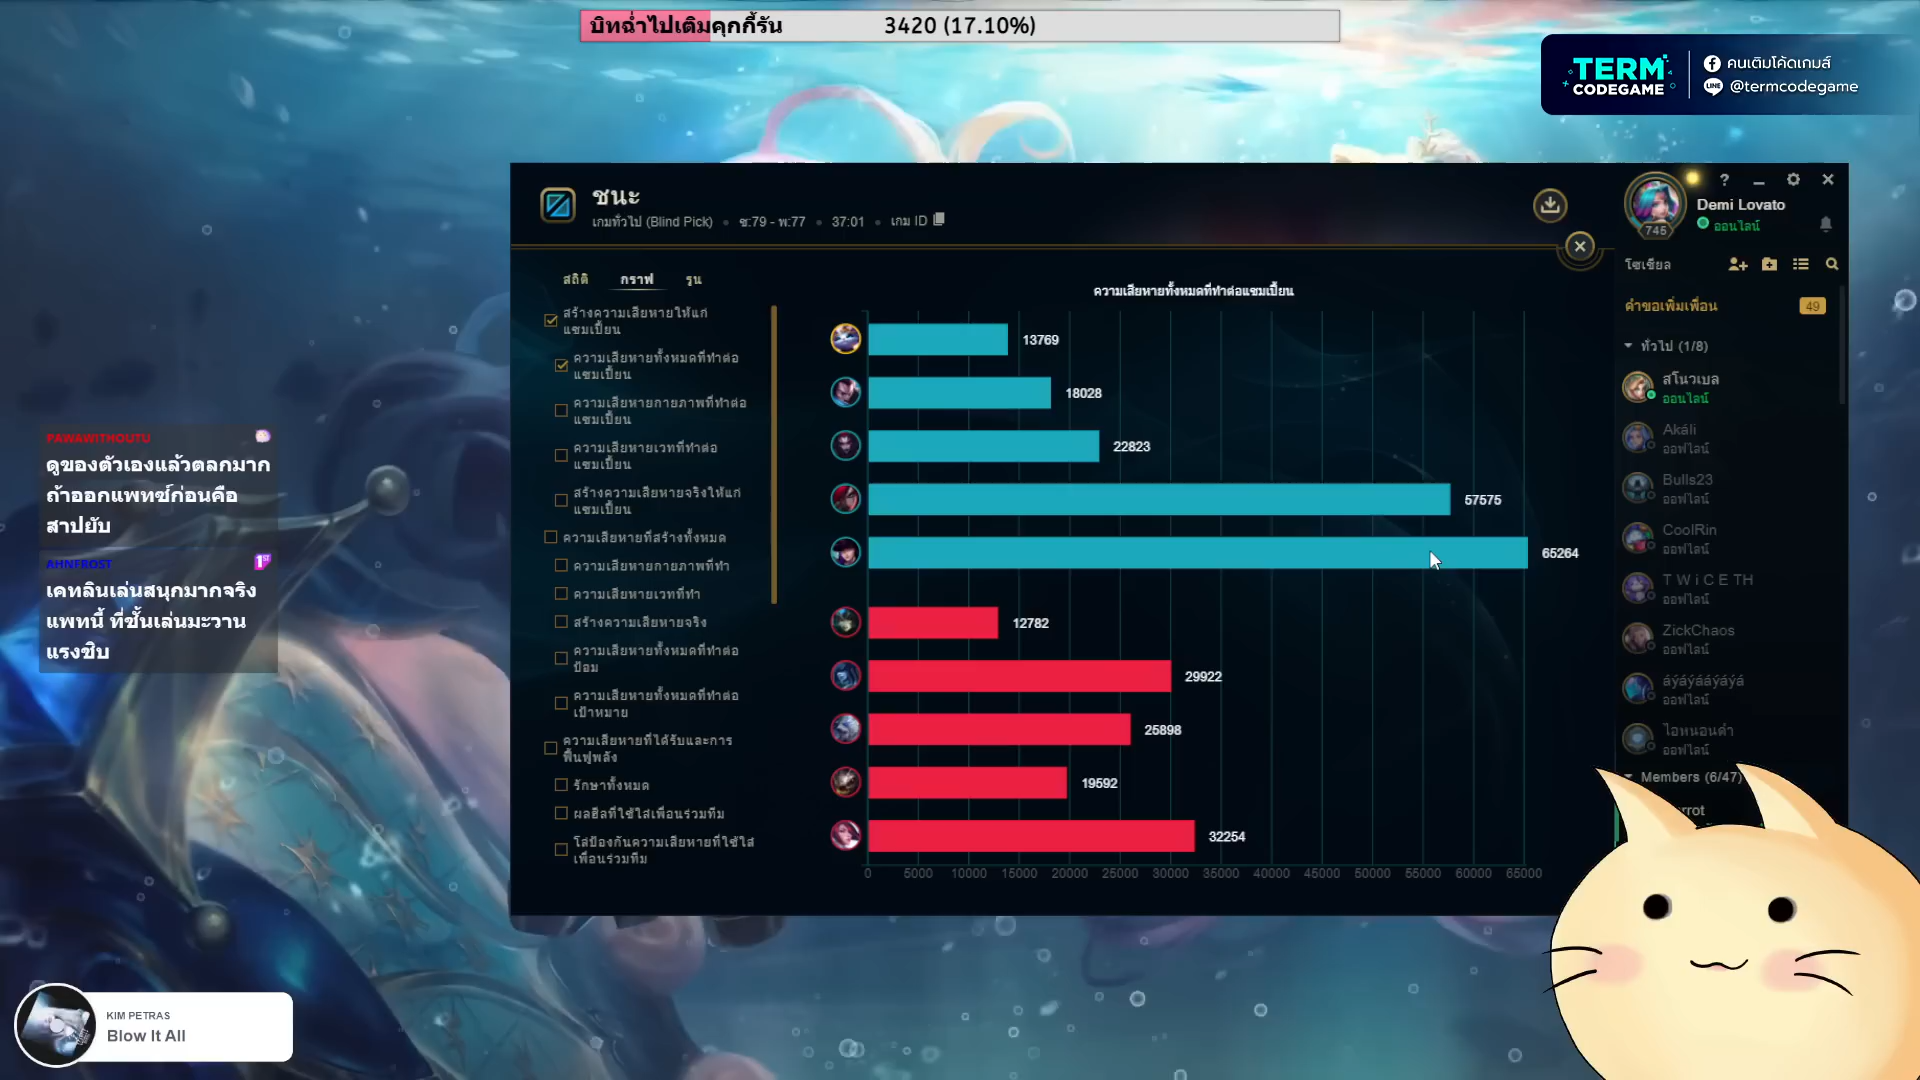 บิทฉ่ำไปเติมคุกกี้รัน 3420 (17.10%)
TERM
CODEGAME
คนเติมโค้ดเกมส์
LINE @termcodegame
ชนะ
เกมทั่วไป (Blind Pick) • ช:79 - พ:77 • 37:01 • เกม ID
745
Demi Lovato
ออนไลน์
โซเชียล
คำขอเพิ่มเพื่อน 49
ทั่วไป (1/8)
สโนวเบล
ออนไลน์
Akáli
ออฟไลน์
Bulls23
ออฟไลน์
CoolRin
ออฟไลน์
T W i C E TH
ออฟไลน์
ZickChaos
ออฟไลน์
áýáýááýáýá
ออฟไลน์
ไอหนอนดำ
ออฟไลน์
Members (6/47)
สถิติ กราฟ รูน
สร้างความเสียหายให้แก่
แชมเปี้ยน
ความเสียหายทั้งหมดที่ทำต่อ
แชมเปี้ยน
ความเสียหายกายภาพที่ทำต่อ
แชมเปี้ยน
ความเสียหายเวทที่ทำต่อ
แชมเปี้ยน
สร้างความเสียหายจริงให้แก่
แชมเปี้ยน
ความเสียหายที่สร้างทั้งหมด
ความเสียหายกายภาพที่ทำ
ความเสียหายเวทที่ทำ
สร้างความเสียหายจริง
ความเสียหายทั้งหมดที่ทำต่อ
ป้อม
ความเสียหายทั้งหมดที่ทำต่อ
เป้าหมาย
ความเสียหายที่ได้รับและการ
ฟื้นฟูพลัง
รักษาทั้งหมด
ผลฮีลที่ใช้ใส่เพื่อนร่วมทีม
โล่ป้องกันความเสียหายที่ใช้ใส่
เพื่อนร่วมทีม
ความเสียหายทั้งหมดที่ทำต่อแชมเปี้ยน
13769
18028
22823
57575
65264
12782
29922
25898
19592
32254
0 5000 10000 15000 20000 25000 30000 35000 40000 45000 50000 55000 60000 65000
PAWAWITHOUTU
ดูของตัวเองแล้วตลกมาก
ถ้าออกแพทช์ก่อนคือ
สาปยับ
AHNFROST 1ST
เคทลินเล่นสนุกมากจริง
แพทนี้ ที่ชั้นเล่นมะวาน
แรงชิบ
KIM PETRAS
Blow It All